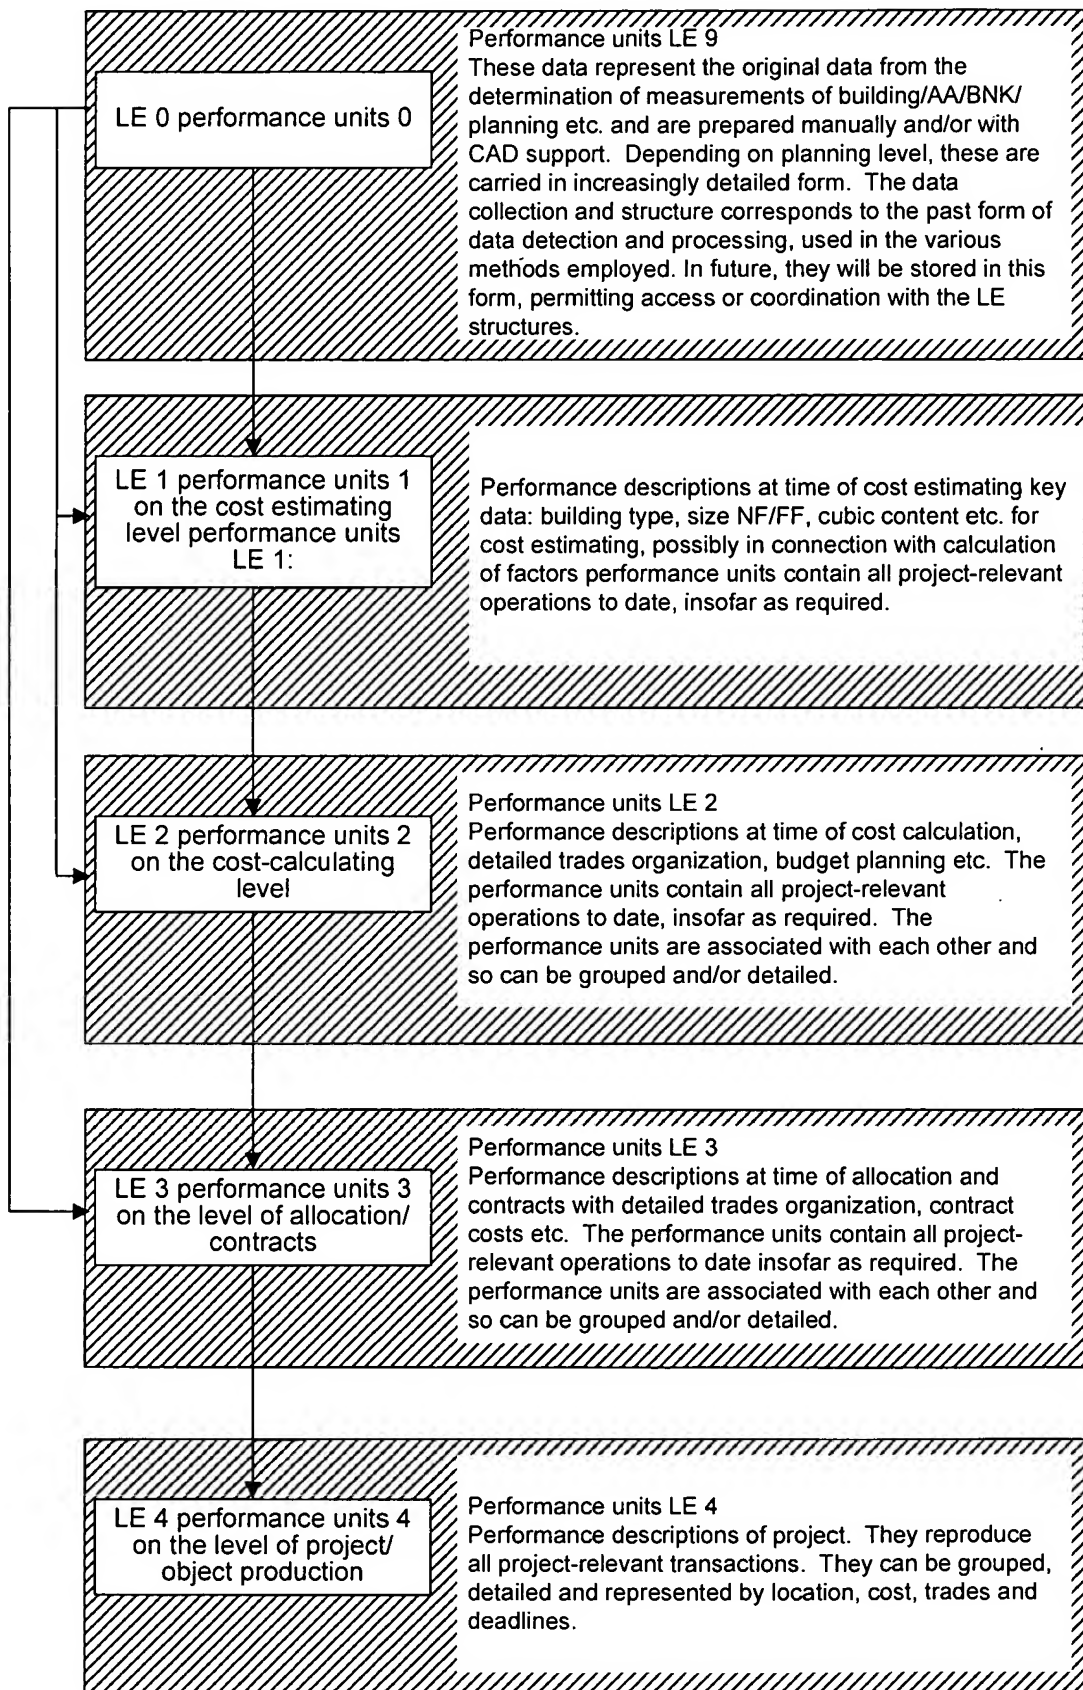 LE 0 performance units 0
Performance units LE 9
These data represent the original data from the
determination of measurements of building/AA/BNK/
planning etc. and are prepared manually and/or with
CAD support. Depending on planning level, these are
carried in increasingly detailed form. The data
collection and structure corresponds to the past form of
data detection and processing, used in the various
methods employed. In future, they will be stored in this
form, permitting access or coordination with the LE
structures.
LE 1 performance units 1
on the cost estimating
level performance units
LE 1:
Performance descriptions at time of cost estimating key
data: building type, size NF/FF, cubic content etc. for
cost estimating, possibly in connection with calculation
of factors performance units contain all project-relevant
operations to date, insofar as required.
LE 2 performance units 2
on the cost-calculating
level
Performance units LE 2
Performance descriptions at time of cost calculation,
detailed trades organization, budget planning etc. The
performance units contain all project-relevant
operations to date, insofar as required. The
performance units are associated with each other and
so can be grouped and/or detailed.
LE 3 performance units 3
on the level of allocation/
contracts
Performance units LE 3
Performance descriptions at time of allocation and
contracts with detailed trades organization, contract
costs etc. The performance units contain all project-
relevant operations to date insofar as required. The
performance units are associated with each other and
so can be grouped and/or detailed.
LE 4 performance units 4
on the level of project/
object production
Performance units LE 4
Performance descriptions of project. They reproduce
all project-relevant transactions. They can be grouped,
detailed and represented by location, cost, trades and
deadlines.